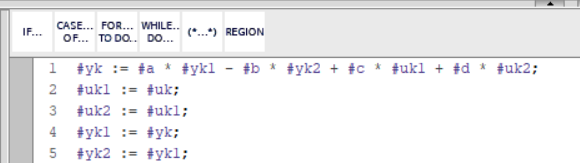 IF... CASE... FOR... WHILE.. (*...*) REGION
OF... TO DO.. DO...
1 #yk := #a * #yk1 - #b * #yk2 + #c * #uk1 + #d * #uk2;
2 #uk1 := #uk;
3 #uk2 := #uk1;
4 #yk1 := #yk;
5 #yk2 := #yk1;